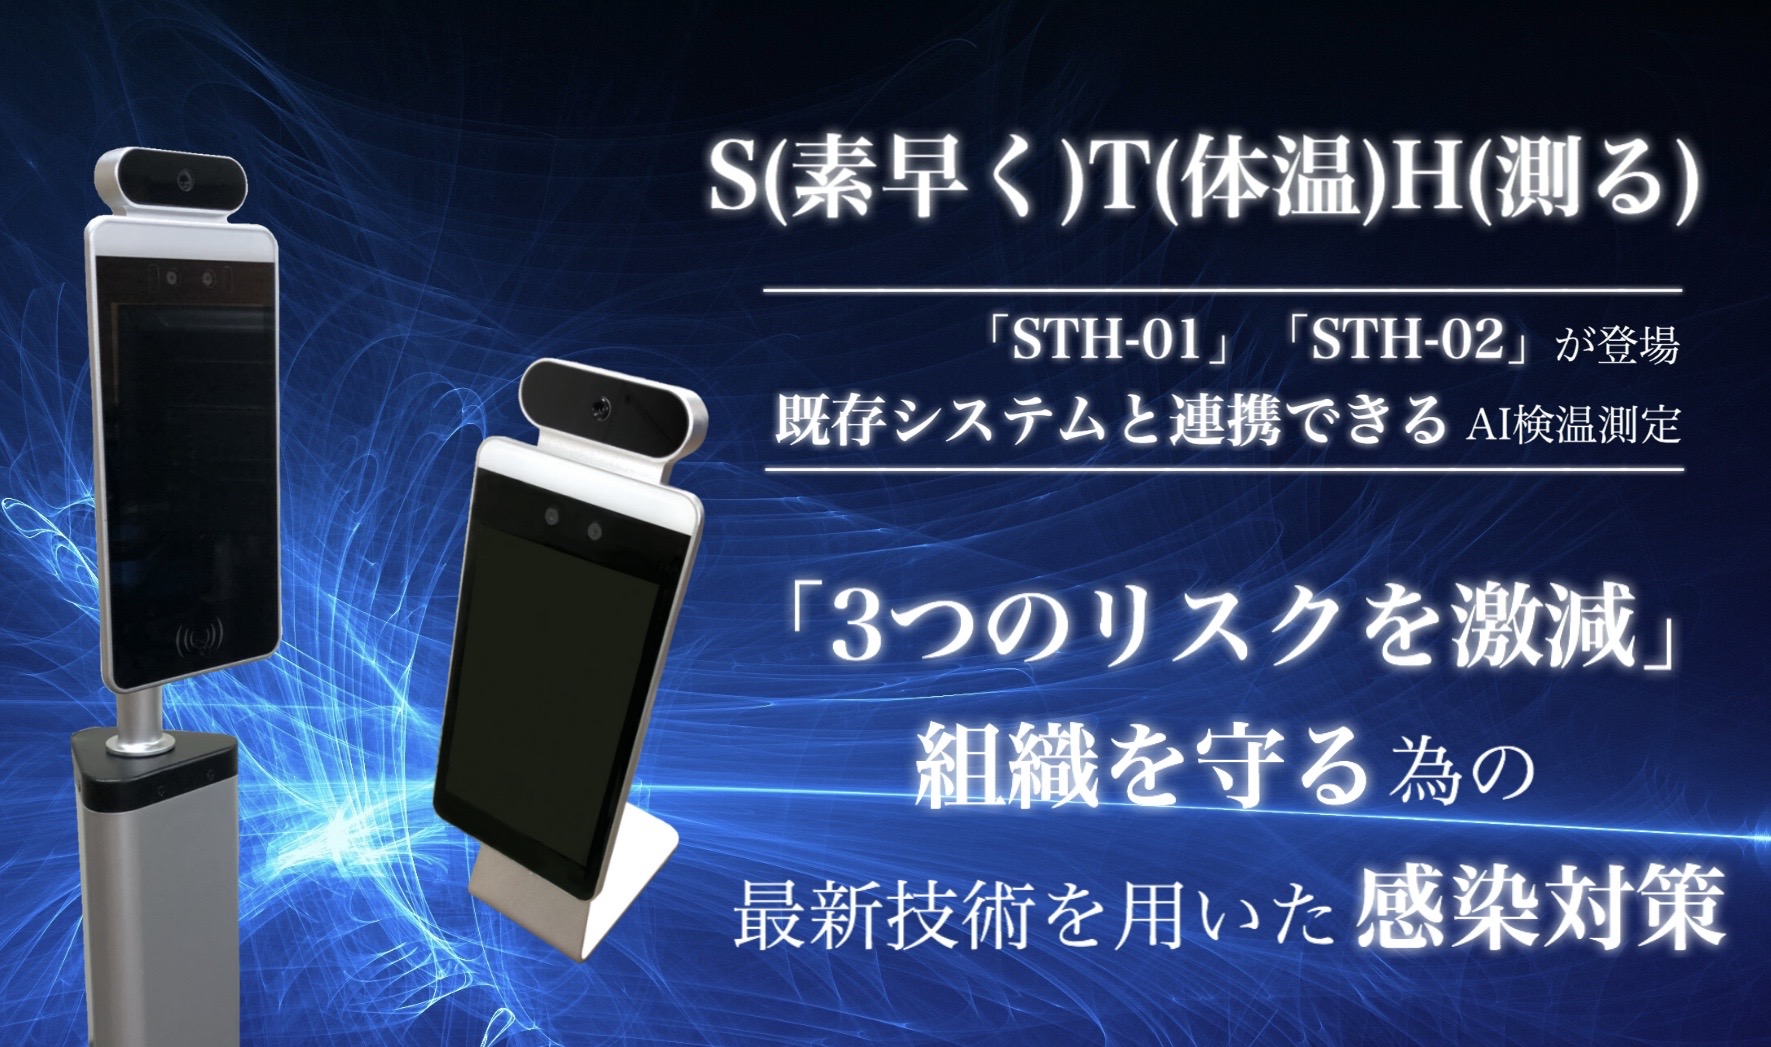 S(素早く)T(体温)H(測る)
「STH-01」「STH-02」が登場
既存システムと連携できる AI検温測定
「3つのリスクを激減」
組織を守る為の
最新技術を用いた感染対策